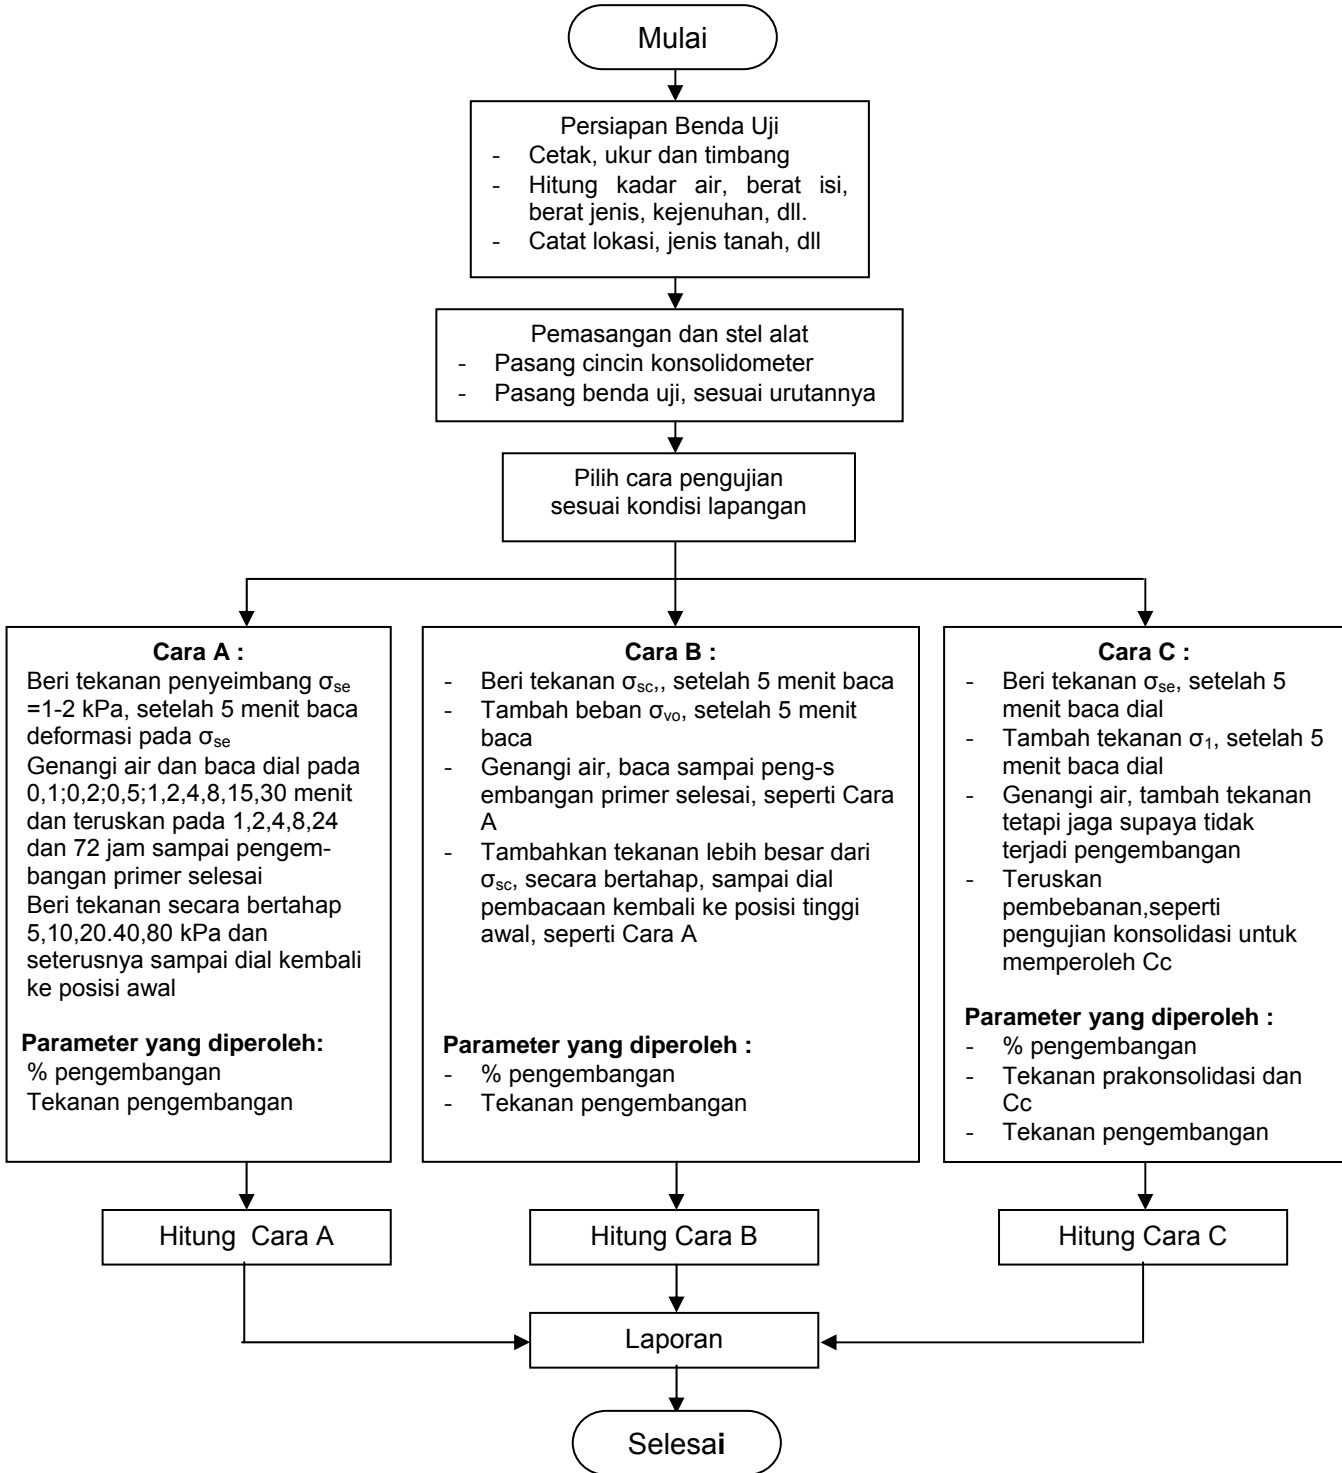 Mulai
Persiapan Benda Uji
- Cetak, ukur dan timbang
- Hitung kadar air, berat isi,
berat jenis, kejenuhan, dll.
- Catat lokasi, jenis tanah, dll
Pemasangan dan stel alat
- Pasang cincin konsolidometer
- Pasang benda uji, sesuai urutannya
Pilih cara pengujian
sesuai kondisi lapangan
Cara A :
Beri tekanan penyeimbang σse
=1-2 kPa, setelah 5 menit baca
deformasi pada σse
Genangi air dan baca dial pada
0,1;0,2;0,5;1,2,4,8,15,30 menit
dan teruskan pada 1,2,4,8,24
dan 72 jam sampai pengem-
bangan primer selesai
Beri tekanan secara bertahap
5,10,20.40,80 kPa dan
seterusnya sampai dial kembali
ke posisi awal
Parameter yang diperoleh:
% pengembangan
Tekanan pengembangan
Cara B :
- Beri tekanan σsc,, setelah 5 menit baca
- Tambah beban σvo, setelah 5 menit
baca
- Genangi air, baca sampai peng-s
embangan primer selesai, seperti Cara
A
- Tambahkan tekanan lebih besar dari
σsc, secara bertahap, sampai dial
pembacaan kembali ke posisi tinggi
awal, seperti Cara A
Parameter yang diperoleh :
- % pengembangan
- Tekanan pengembangan
Cara C :
- Beri tekanan σse, setelah 5
menit baca dial
- Tambah tekanan σ1, setelah 5
menit baca dial
- Genangi air, tambah tekanan
tetapi jaga supaya tidak
terjadi pengembangan
- Teruskan
pembebanan,seperti
pengujian konsolidasi untuk
memperoleh Cc
Parameter yang diperoleh :
- % pengembangan
- Tekanan prakonsolidasi dan
Cc
- Tekanan pengembangan
Hitung Cara A
Hitung Cara B
Hitung Cara C
Laporan
Selesai